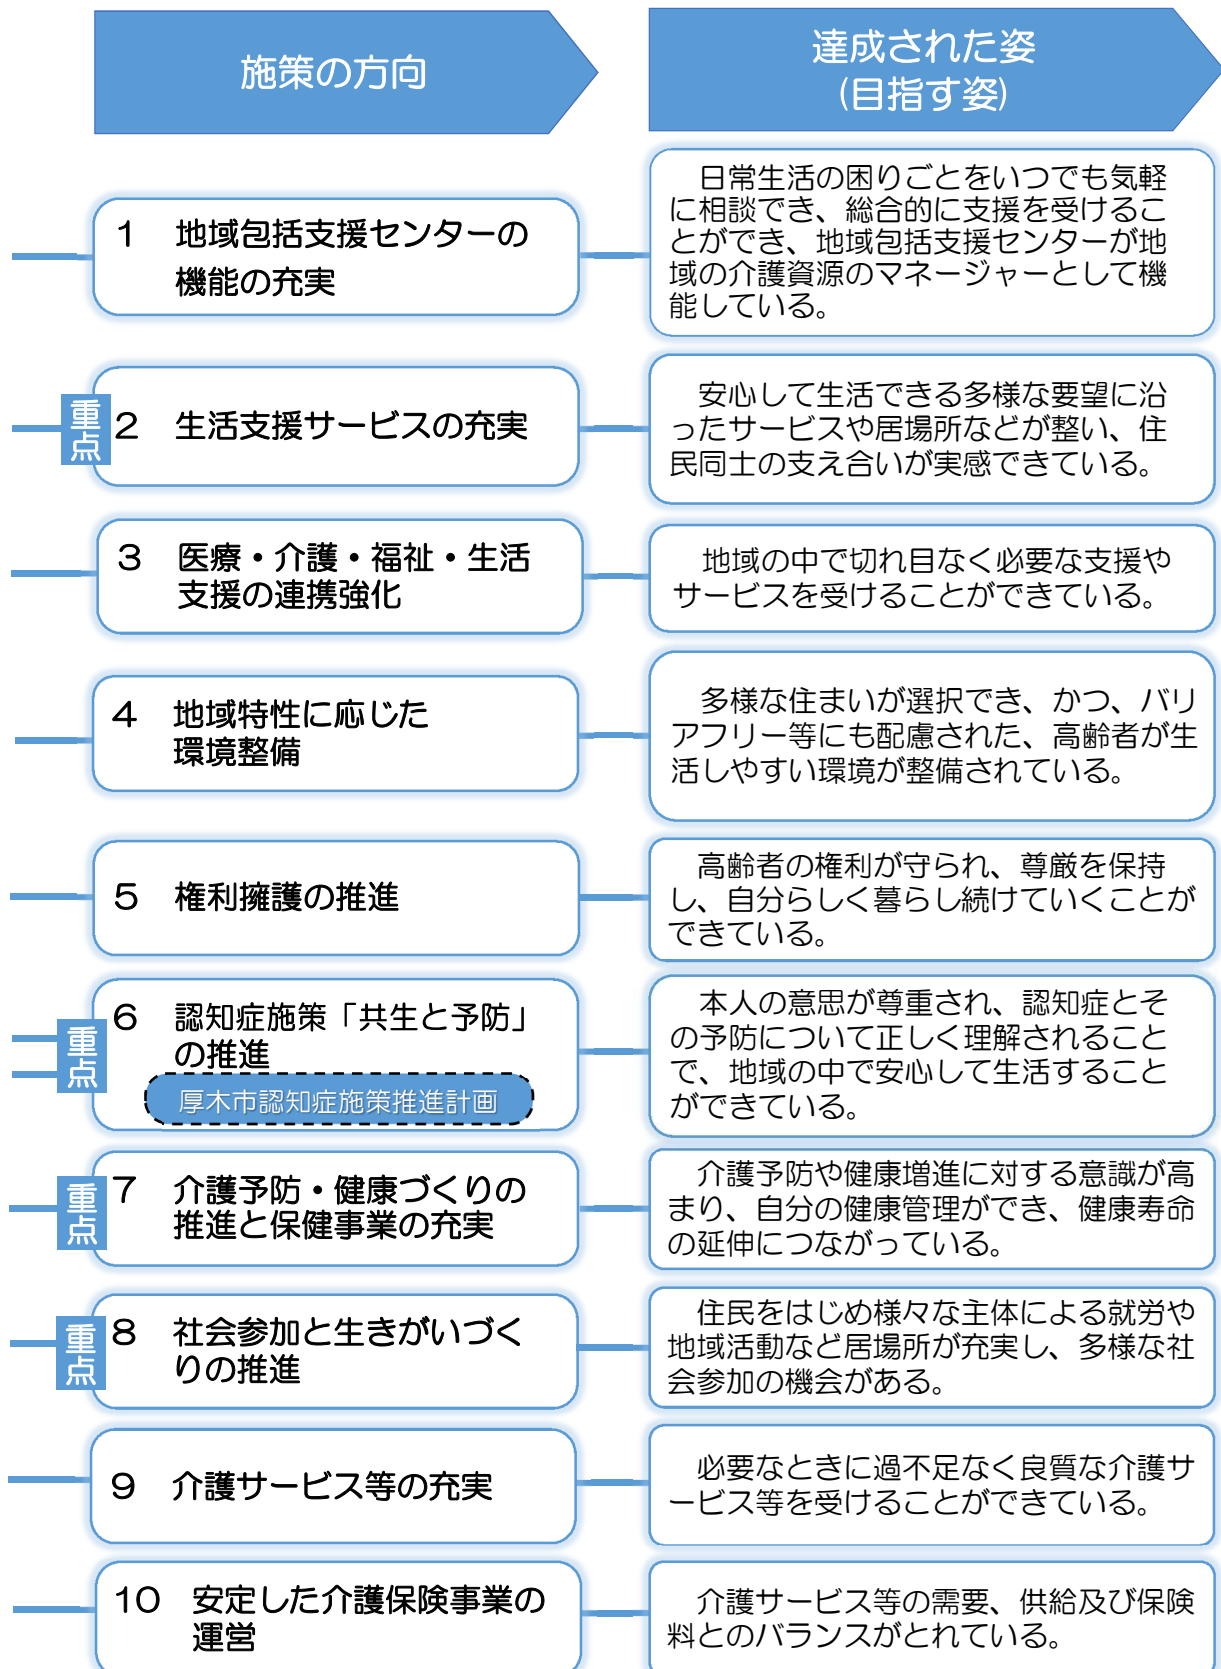 施策の方向
達成された姿
(目指す姿)
1 地域包括支援センターの
機能の充実
日常生活の困りごとをいつでも気軽
に相談でき、総合的に支援を受けるこ
とができ、地域包括支援センターが地
域の介護資源のマネージャーとして機
能している。
重点
2 生活支援サービスの充実
安心して生活できる多様な要望に沿
ったサービスや居場所などが整い、住
民同士の支え合いが実感できている。
3 医療・介護・福祉・生活
支援の連携強化
地域の中で切れ目なく必要な支援や
サービスを受けることができている。
4 地域特性に応じた
環境整備
多様な住まいが選択でき、かつ、バリ
アフリー等にも配慮された、高齢者が生
活しやすい環境が整備されている。
5 権利擁護の推進
高齢者の権利が守られ、尊厳を保持
し、自分らしく暮らし続けていくことが
できている。
重点
6 認知症施策「共生と予防」
の推進
厚木市認知症施策推進計画
本人の意思が尊重され、認知症とそ
の予防について正しく理解されること
で、地域の中で安心して生活すること
ができている。
重点
7 介護予防・健康づくりの
推進と保健事業の充実
介護予防や健康増進に対する意識が高
まり、自分の健康管理ができ、健康寿命
の延伸につながっている。
重点
8 社会参加と生きがいづく
りの推進
住民をはじめ様々な主体による就労や
地域活動など居場所が充実し、多様な社
会参加の機会がある。
9 介護サービス等の充実
必要なときに過不足なく良質な介護サ
ービス等を受けることができている。
10 安定した介護保険事業の
運営
介護サービス等の需要、供給及び保険
料とのバランスがとれている。